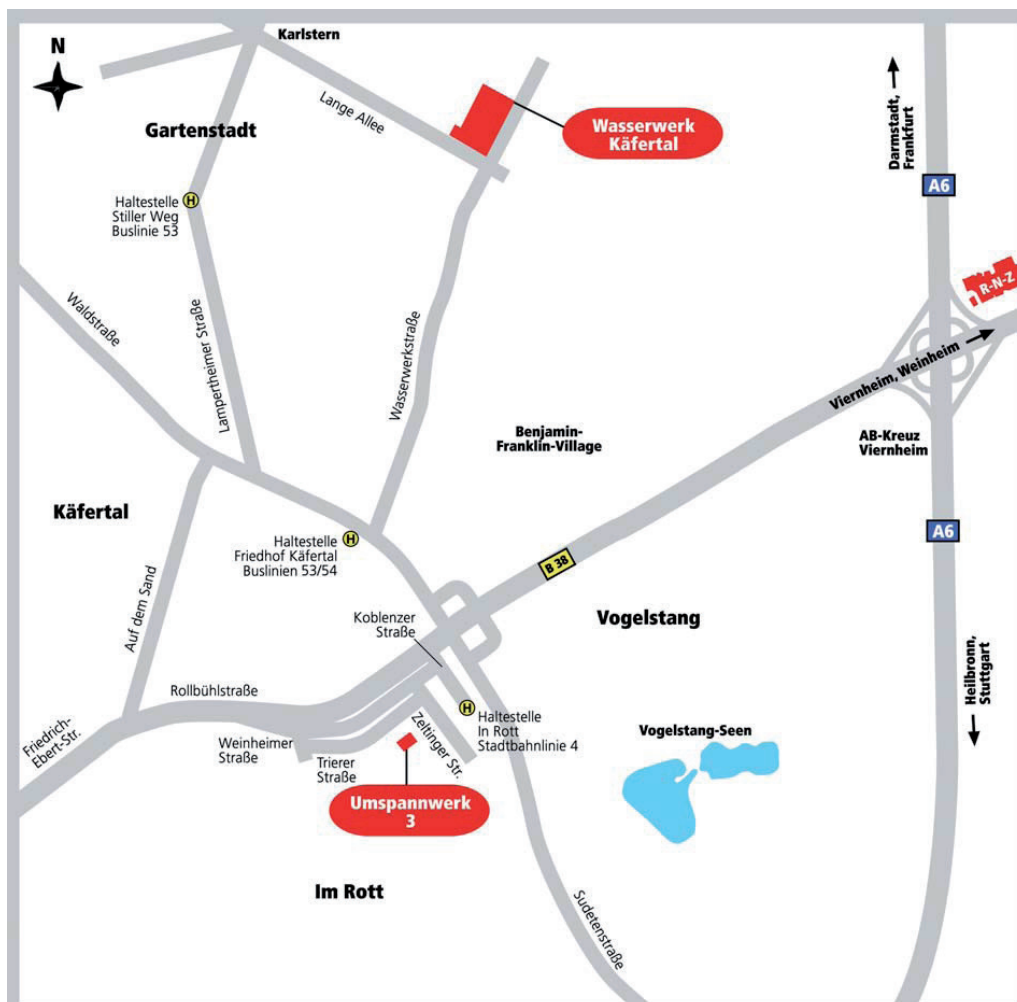 Karlstern
N
Lange Allee
Wasserwerk
Käfertal
Darmstadt,
Frankfurt
Gartenstadt
A6
Haltestelle
Stiller Weg
Buslinie 53
H
R-N-Z
Waldstraße
Lampertheimer Straße
Wasserwerkstraße
Viernheim, Weinheim
Benjamin-
Franklin-Village
AB-Kreuz
Viernheim
Käfertal
A6
Haltestelle
Friedhof Käfertal
Buslinien 53/54
H
B 38
Auf dem Sand
Koblenzer
Straße
Vogelstang
Heilbronn,
Stuttgart
Rollbühlstraße
Friedrich-
Ebert-Str.
Weinheimer
Straße
Trierer
Straße
Zeltinger Str.
H
Haltestelle
In Rott
Stadtbahnlinie 4
Vogelstang-Seen
Umspannwerk
3
Im Rott
Sudetenstraße